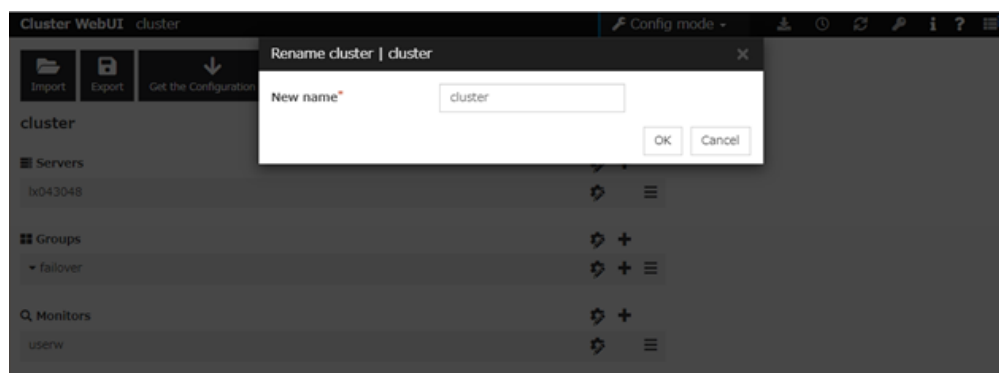 Cluster WebUI cluster Config mode
Rename cluster | cluster
Import Export Get the Configuration
New name* cluster
cluster
OK Cancel
Servers
lx043048
Groups
failover
Monitors
userw